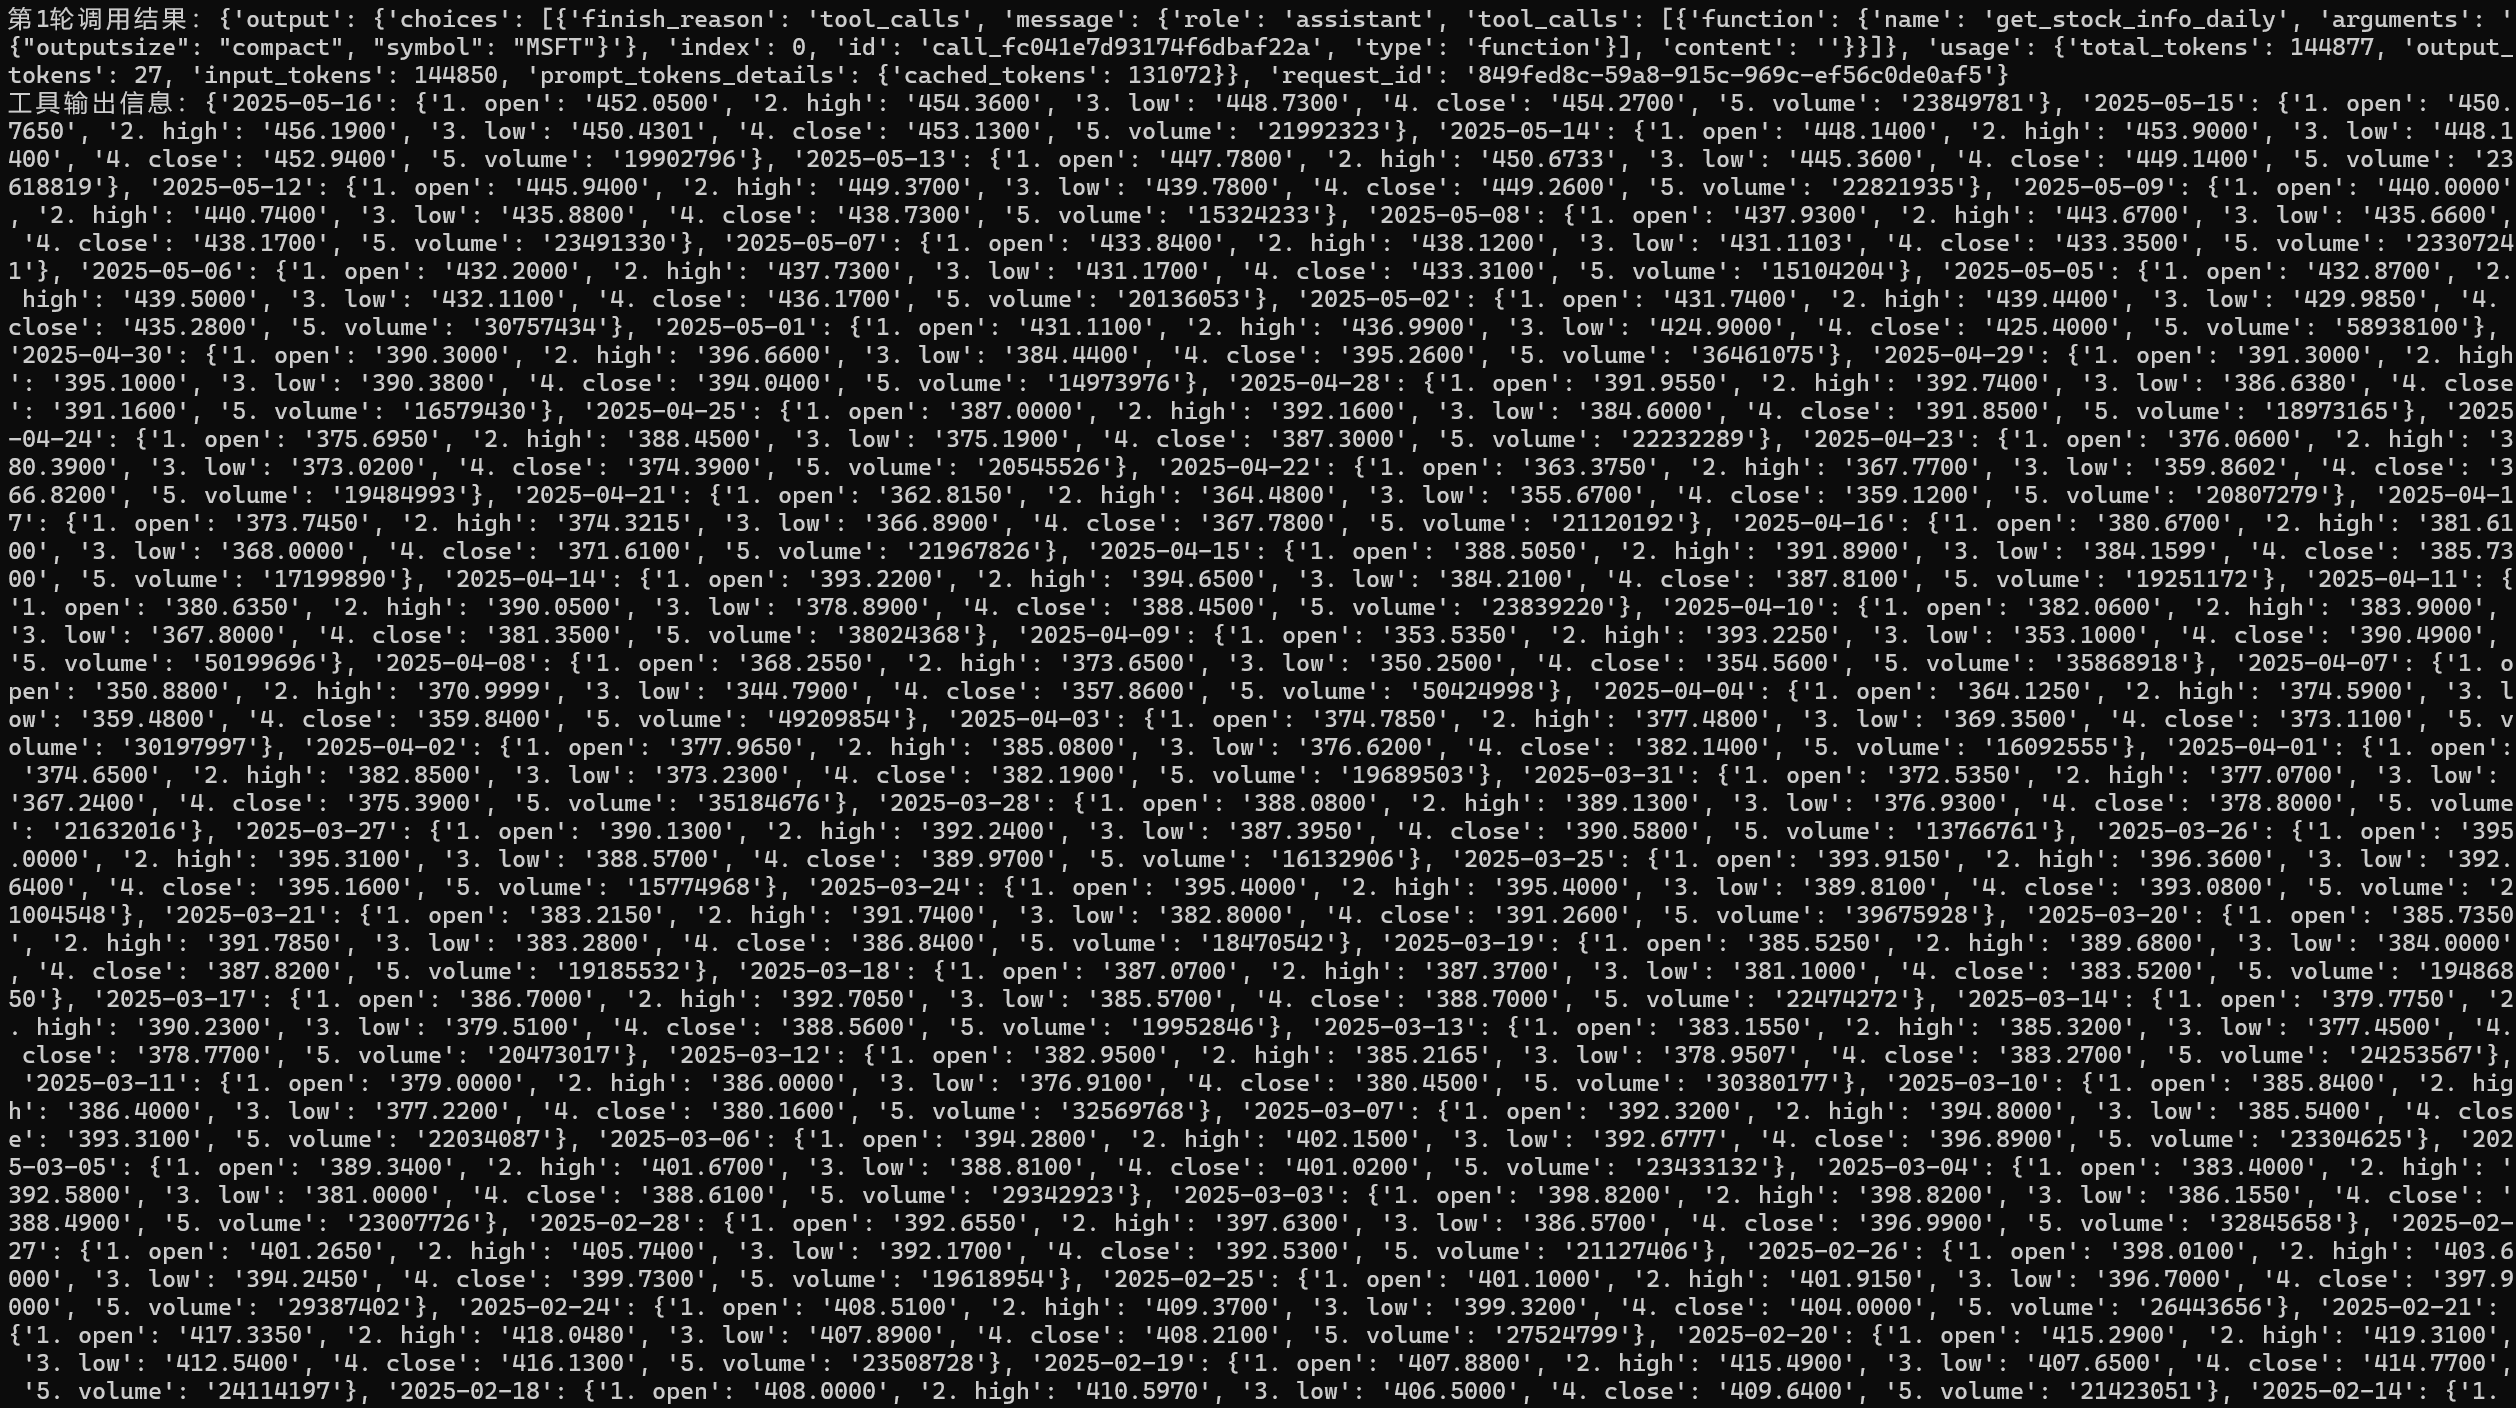 第1轮调用结果: {'output': {'choices': [{'finish_reason': 'tool_calls', 'message': {'role': 'assistant', 'tool_calls': [{'function': {'name': 'get_stock_info_daily', 'arguments': '
{"outputsize": "compact", "symbol": "MSFT"}'}, 'index': 0, 'id': 'call_fc041e7d93174f6dbaf22a', 'type': 'function'}], 'content': ''}}]}, 'usage': {'total_tokens': 144877, 'output_
tokens': 27, 'input_tokens': 144850, 'prompt_tokens_details': {'cached_tokens': 131072}}, 'request_id': '849fed8c-59a8-915c-969c-ef56c0de0af5'}
工具输出信息: {'2025-05-16': {'1. open': '452.0500', '2. high': '454.3600', '3. low': '448.7300', '4. close': '454.2700', '5. volume': '23849781'}, '2025-05-15': {'1. open': '450.
7650', '2. high': '456.1900', '3. low': '450.4301', '4. close': '453.1300', '5. volume': '21992323'}, '2025-05-14': {'1. open': '448.1400', '2. high': '453.9000', '3. low': '448.1
400', '4. close': '452.9400', '5. volume': '19902796'}, '2025-05-13': {'1. open': '447.7800', '2. high': '450.6733', '3. low': '445.3600', '4. close': '449.1400', '5. volume': '23
618819'}, '2025-05-12': {'1. open': '445.9400', '2. high': '449.3700', '3. low': '439.7800', '4. close': '449.2600', '5. volume': '22821935'}, '2025-05-09': {'1. open': '440.0000'
, '2. high': '440.7400', '3. low': '435.8800', '4. close': '438.7300', '5. volume': '15324233'}, '2025-05-08': {'1. open': '437.9300', '2. high': '443.6700', '3. low': '435.6600',
 '4. close': '438.1700', '5. volume': '23491330'}, '2025-05-07': {'1. open': '433.8400', '2. high': '438.1200', '3. low': '431.1103', '4. close': '433.3500', '5. volume': '2330724
1'}, '2025-05-06': {'1. open': '432.2000', '2. high': '437.7300', '3. low': '431.1700', '4. close': '433.3100', '5. volume': '15104204'}, '2025-05-05': {'1. open': '432.8700', '2.
 high': '439.5000', '3. low': '432.1100', '4. close': '436.1700', '5. volume': '20136053'}, '2025-05-02': {'1. open': '431.7400', '2. high': '439.4400', '3. low': '429.9850', '4.
close': '435.2800', '5. volume': '30757434'}, '2025-05-01': {'1. open': '431.1100', '2. high': '436.9900', '3. low': '424.9000', '4. close': '425.4000', '5. volume': '58938100'},
'2025-04-30': {'1. open': '390.3000', '2. high': '396.6600', '3. low': '384.4400', '4. close': '395.2600', '5. volume': '36461075'}, '2025-04-29': {'1. open': '391.3000', '2. high
': '395.1000', '3. low': '390.3800', '4. close': '394.0400', '5. volume': '14973976'}, '2025-04-28': {'1. open': '391.9550', '2. high': '392.7400', '3. low': '386.6380', '4. close
': '391.1600', '5. volume': '16579430'}, '2025-04-25': {'1. open': '387.0000', '2. high': '392.1600', '3. low': '384.6000', '4. close': '391.8500', '5. volume': '18973165'}, '2025
-04-24': {'1. open': '375.6950', '2. high': '388.4500', '3. low': '375.1900', '4. close': '387.3000', '5. volume': '22232289'}, '2025-04-23': {'1. open': '376.0600', '2. high': '3
80.3900', '3. low': '373.0200', '4. close': '374.3900', '5. volume': '20545526'}, '2025-04-22': {'1. open': '363.3750', '2. high': '367.7700', '3. low': '359.8602', '4. close': '3
66.8200', '5. volume': '19484993'}, '2025-04-21': {'1. open': '362.8150', '2. high': '364.4800', '3. low': '355.6700', '4. close': '359.1200', '5. volume': '20807279'}, '2025-04-1
7': {'1. open': '373.7450', '2. high': '374.3215', '3. low': '366.8900', '4. close': '367.7800', '5. volume': '21120192'}, '2025-04-16': {'1. open': '380.6700', '2. high': '381.61
00', '3. low': '368.0000', '4. close': '371.6100', '5. volume': '21967826'}, '2025-04-15': {'1. open': '388.5050', '2. high': '391.8900', '3. low': '384.1599', '4. close': '385.73
00', '5. volume': '17199890'}, '2025-04-14': {'1. open': '393.2200', '2. high': '394.6500', '3. low': '384.2100', '4. close': '387.8100', '5. volume': '19251172'}, '2025-04-11': {
'1. open': '380.6350', '2. high': '390.0500', '3. low': '378.8900', '4. close': '388.4500', '5. volume': '23839220'}, '2025-04-10': {'1. open': '382.0600', '2. high': '383.9000',
'3. low': '367.8000', '4. close': '381.3500', '5. volume': '38024368'}, '2025-04-09': {'1. open': '353.5350', '2. high': '393.2250', '3. low': '353.1000', '4. close': '390.4900',
'5. volume': '50199696'}, '2025-04-08': {'1. open': '368.2550', '2. high': '373.6500', '3. low': '350.2500', '4. close': '354.5600', '5. volume': '35868918'}, '2025-04-07': {'1. o
pen': '350.8800', '2. high': '370.9999', '3. low': '344.7900', '4. close': '357.8600', '5. volume': '50424998'}, '2025-04-04': {'1. open': '364.1250', '2. high': '374.5900', '3. l
ow': '359.4800', '4. close': '359.8400', '5. volume': '49209854'}, '2025-04-03': {'1. open': '374.7850', '2. high': '377.4800', '3. low': '369.3500', '4. close': '373.1100', '5. v
olume': '30197997'}, '2025-04-02': {'1. open': '377.9650', '2. high': '385.0800', '3. low': '376.6200', '4. close': '382.1400', '5. volume': '16092555'}, '2025-04-01': {'1. open':
 '374.6500', '2. high': '382.8500', '3. low': '373.2300', '4. close': '382.1900', '5. volume': '19689503'}, '2025-03-31': {'1. open': '372.5350', '2. high': '377.0700', '3. low':
'367.2400', '4. close': '375.3900', '5. volume': '35184676'}, '2025-03-28': {'1. open': '388.0800', '2. high': '389.1300', '3. low': '376.9300', '4. close': '378.8000', '5. volume
': '21632016'}, '2025-03-27': {'1. open': '390.1300', '2. high': '392.2400', '3. low': '387.3950', '4. close': '390.5800', '5. volume': '13766761'}, '2025-03-26': {'1. open': '395
.0000', '2. high': '395.3100', '3. low': '388.5700', '4. close': '389.9700', '5. volume': '16132906'}, '2025-03-25': {'1. open': '393.9150', '2. high': '396.3600', '3. low': '392.
6400', '4. close': '395.1600', '5. volume': '15774968'}, '2025-03-24': {'1. open': '395.4000', '2. high': '395.4000', '3. low': '389.8100', '4. close': '393.0800', '5. volume': '2
1004548'}, '2025-03-21': {'1. open': '383.2150', '2. high': '391.7400', '3. low': '382.8000', '4. close': '391.2600', '5. volume': '39675928'}, '2025-03-20': {'1. open': '385.7350
', '2. high': '391.7850', '3. low': '383.2800', '4. close': '386.8400', '5. volume': '18470542'}, '2025-03-19': {'1. open': '385.5250', '2. high': '389.6800', '3. low': '384.0000'
, '4. close': '387.8200', '5. volume': '19185532'}, '2025-03-18': {'1. open': '387.0700', '2. high': '387.3700', '3. low': '381.1000', '4. close': '383.5200', '5. volume': '194868
50'}, '2025-03-17': {'1. open': '386.7000', '2. high': '392.7050', '3. low': '385.5700', '4. close': '388.7000', '5. volume': '22474272'}, '2025-03-14': {'1. open': '379.7750', '2
. high': '390.2300', '3. low': '379.5100', '4. close': '388.5600', '5. volume': '19952846'}, '2025-03-13': {'1. open': '383.1550', '2. high': '385.3200', '3. low': '377.4500', '4.
 close': '378.7700', '5. volume': '20473017'}, '2025-03-12': {'1. open': '382.9500', '2. high': '385.2165', '3. low': '378.9507', '4. close': '383.2700', '5. volume': '24253567'},
 '2025-03-11': {'1. open': '379.0000', '2. high': '386.0000', '3. low': '376.9100', '4. close': '380.4500', '5. volume': '30380177'}, '2025-03-10': {'1. open': '385.8400', '2. hig
h': '386.4000', '3. low': '377.2200', '4. close': '380.1600', '5. volume': '32569768'}, '2025-03-07': {'1. open': '392.3200', '2. high': '394.8000', '3. low': '385.5400', '4. clos
e': '393.3100', '5. volume': '22034087'}, '2025-03-06': {'1. open': '394.2800', '2. high': '402.1500', '3. low': '392.6777', '4. close': '396.8900', '5. volume': '23304625'}, '202
5-03-05': {'1. open': '389.3400', '2. high': '401.6700', '3. low': '388.8100', '4. close': '401.0200', '5. volume': '23433132'}, '2025-03-04': {'1. open': '383.4000', '2. high': '
392.5800', '3. low': '381.0000', '4. close': '388.6100', '5. volume': '29342923'}, '2025-03-03': {'1. open': '398.8200', '2. high': '398.8200', '3. low': '386.1550', '4. close': '
388.4900', '5. volume': '23007726'}, '2025-02-28': {'1. open': '392.6550', '2. high': '397.6300', '3. low': '386.5700', '4. close': '396.9900', '5. volume': '32845658'}, '2025-02-
27': {'1. open': '401.2650', '2. high': '405.7400', '3. low': '392.1700', '4. close': '392.5300', '5. volume': '21127406'}, '2025-02-26': {'1. open': '398.0100', '2. high': '403.6
000', '3. low': '394.2450', '4. close': '399.7300', '5. volume': '19618954'}, '2025-02-25': {'1. open': '401.1000', '2. high': '401.9150', '3. low': '396.7000', '4. close': '397.9
000', '5. volume': '29387402'}, '2025-02-24': {'1. open': '408.5100', '2. high': '409.3700', '3. low': '399.3200', '4. close': '404.0000', '5. volume': '26443656'}, '2025-02-21':
{'1. open': '417.3350', '2. high': '418.0480', '3. low': '407.8900', '4. close': '408.2100', '5. volume': '27524799'}, '2025-02-20': {'1. open': '415.2900', '2. high': '419.3100',
 '3. low': '412.5400', '4. close': '416.1300', '5. volume': '23508728'}, '2025-02-19': {'1. open': '407.8800', '2. high': '415.4900', '3. low': '407.6500', '4. close': '414.7700',
 '5. volume': '24114197'}, '2025-02-18': {'1. open': '408.0000', '2. high': '410.5970', '3. low': '406.5000', '4. close': '409.6400', '5. volume': '21423051'}, '2025-02-14': {'1.